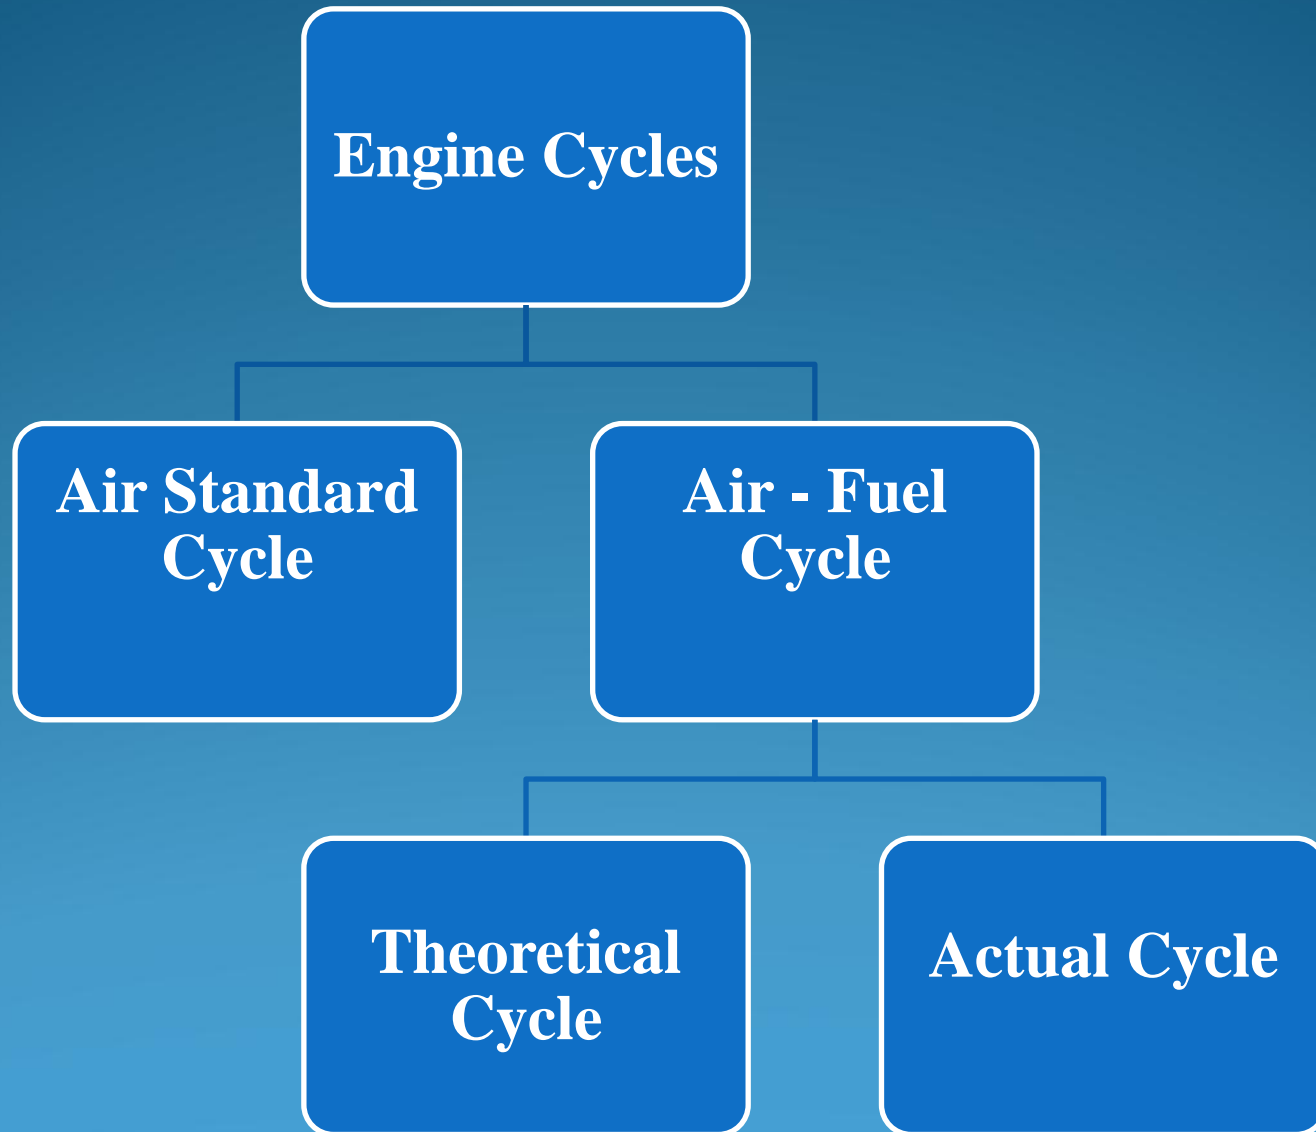 Engine Cycles
Air Standard
Cycle
Air - Fuel
Cycle
Theoretical
Cycle
Actual Cycle